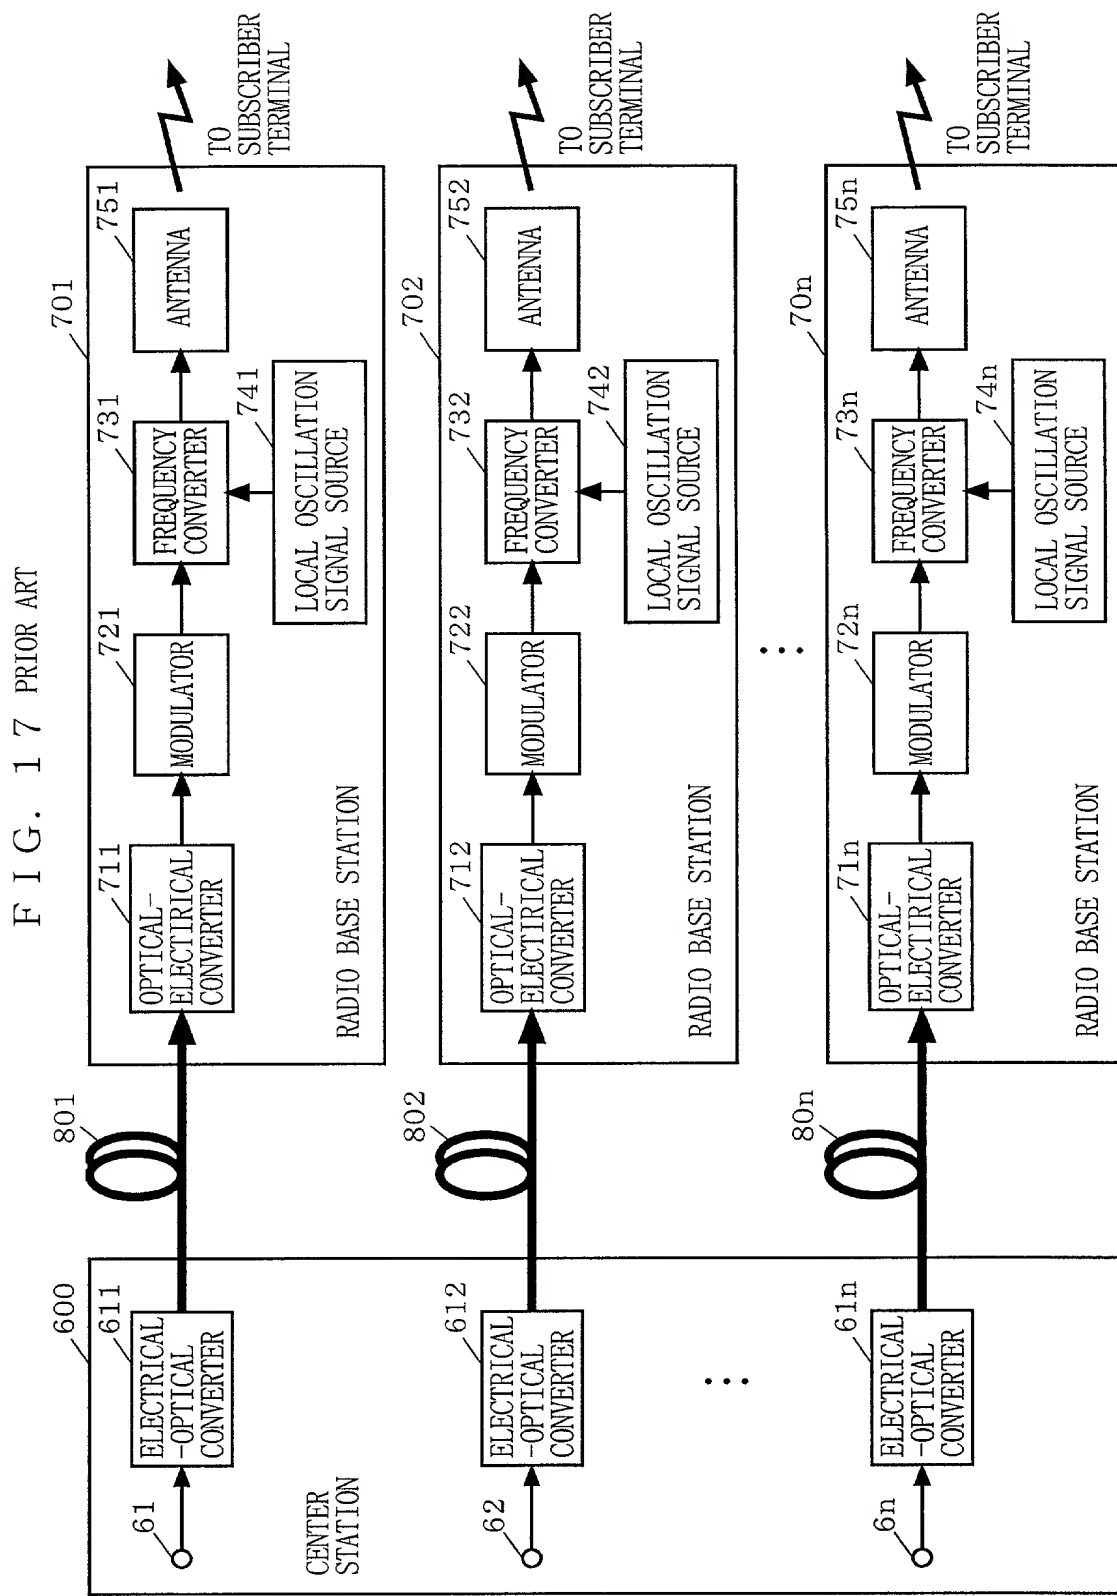 F I G. 1 7 PRIOR ART
600
CENTER
STATION
61
611
ELECTRICAL
-OPTICAL
CONVERTER
801
701
711
OPTICAL-
ELECTIRICAL
CONVERTER
721
MODULATOR
731
FREQUENCY
CONVERTER
741
LOCAL OSCILLATION
SIGNAL SOURCE
751
ANTENNA
RADIO BASE STATION
TO
SUBSCRIBER
TERMINAL
62
612
ELECTRICAL
-OPTICAL
CONVERTER
802
702
712
OPTICAL-
ELECTIRICAL
CONVERTER
722
MODULATOR
732
FREQUENCY
CONVERTER
742
LOCAL OSCILLATION
SIGNAL SOURCE
752
ANTENNA
RADIO BASE STATION
TO
SUBSCRIBER
TERMINAL
...
...
6n
61n
ELECTRICAL
-OPTICAL
CONVERTER
80n
70n
71n
OPTICAL-
ELECTIRICAL
CONVERTER
72n
MODULATOR
73n
FREQUENCY
CONVERTER
74n
LOCAL OSCILLATION
SIGNAL SOURCE
75n
ANTENNA
RADIO BASE STATION
TO
SUBSCRIBER
TERMINAL